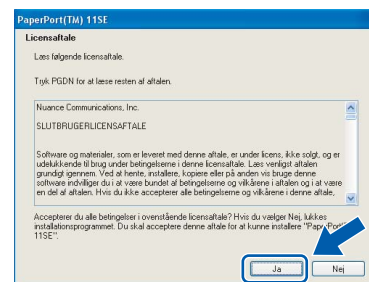 PaperPort(TM) 11SE
Licensaftale
Læs følgende licensaftale.
Tryk PGDN for at læse resten af aftalen.
Nuance Communications, Inc.
SLUTBRUGERLICENSAFTALE
Software og materialer, som er leveret med denne aftale, er under licens, ikke solgt, og er
udelukkende til brug under betingelserne i denne licensaftale. Læs venligst aftalen
grundigt igennem. Ved at hente, installere, kopiere eller på anden vis bruge denne
software indvilliger du i at være bundet af betingelserne og vilkårene i aftalen og i at være
en del af aftalen. Hvis du ikke accepterer alle betingelserne og vilkårene i denne aftale,
Accepterer du alle betingelser i ovenstående licensaftale? Hvis du vælger Nej, lukkes
installationsprogrammet. Du skal acceptere denne aftale for at kunne installere "PaperPort
11SE".
Ja
Nej